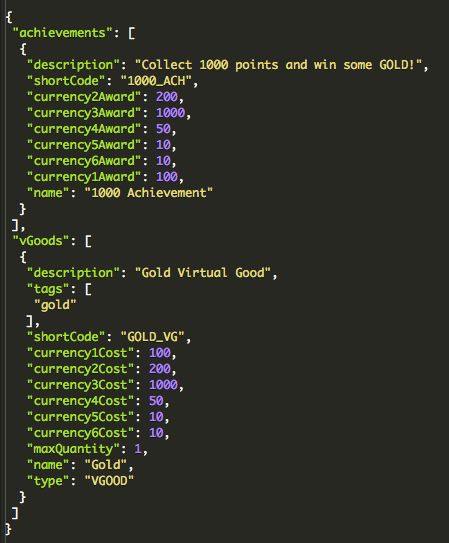 {
 "achievements": [
  {
   "description": "Collect 1000 points and win some GOLD!",
   "shortCode": "1000_ACH",
   "currency2Award": 200,
   "currency3Award": 1000,
   "currency4Award": 50,
   "currency5Award": 10,
   "currency6Award": 10,
   "currency1Award": 100,
   "name": "1000 Achievement"
  }
 ],
 "vGoods": [
  {
   "description": "Gold Virtual Good",
   "tags": [
    "gold"
   ],
   "shortCode": "GOLD_VG",
   "currency1Cost": 100,
   "currency2Cost": 200,
   "currency3Cost": 1000,
   "currency4Cost": 50,
   "currency5Cost": 10,
   "currency6Cost": 10,
   "maxQuantity": 1,
   "name": "Gold",
   "type": "VGOOD"
  }
 ]
}